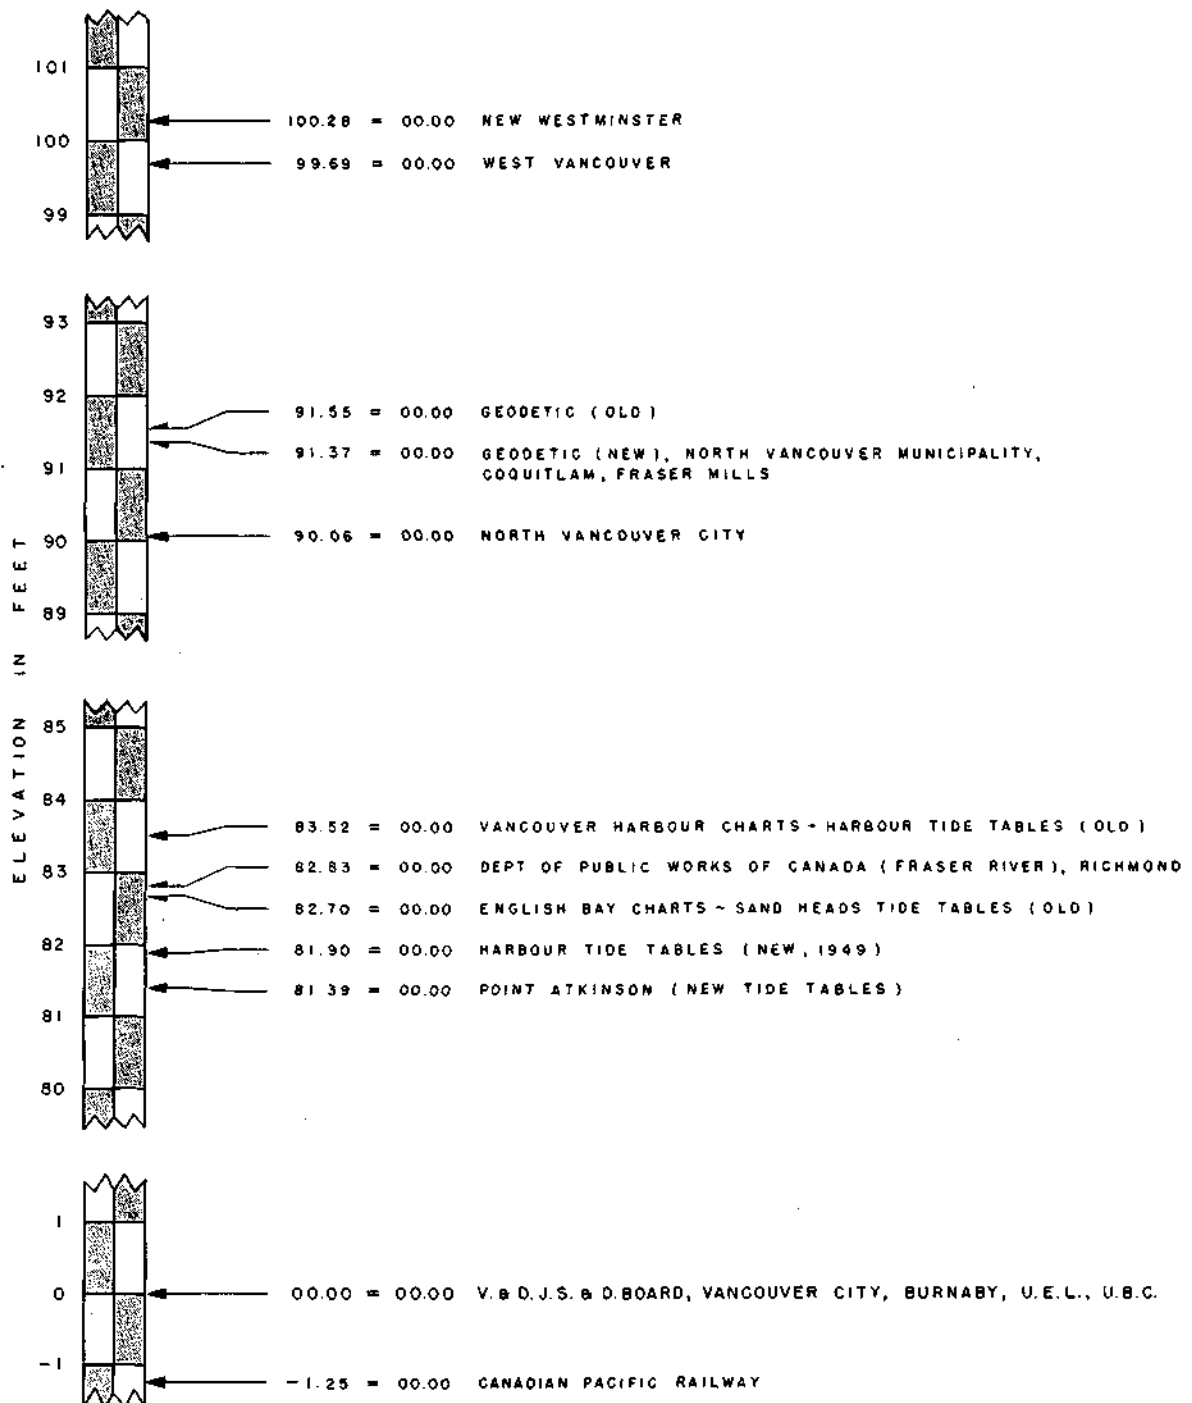 101
100.28 = 00.00 NEW WESTMINSTER
100
99.69 = 00.00 WEST VANCOUVER
99
93
92
91.55 = 00.00 GEODETIC (OLD)
91.37 = 00.00 GEODETIC (NEW), NORTH VANCOUVER MUNICIPALITY,
COQUITLAM, FRASER MILLS
91
90.06 = 00.00 NORTH VANCOUVER CITY
90
89
ELEVATION IN FEET
85
84
83.52 = 00.00 VANCOUVER HARBOUR CHARTS - HARBOUR TIDE TABLES (OLD)
83
82.83 = 00.00 DEPT OF PUBLIC WORKS OF CANADA (FRASER RIVER), RICHMOND
82.70 = 00.00 ENGLISH BAY CHARTS ~ SAND HEADS TIDE TABLES (OLD)
82
81.90 = 00.00 HARBOUR TIDE TABLES (NEW, 1949)
81.39 = 00.00 POINT ATKINSON (NEW TIDE TABLES)
81
80
1
0
00.00 = 00.00 V. & D. J. S. & D. BOARD, VANCOUVER CITY, BURNABY, U.E.L., U.B.C.
-1
-1.25 = 00.00 CANADIAN PACIFIC RAILWAY